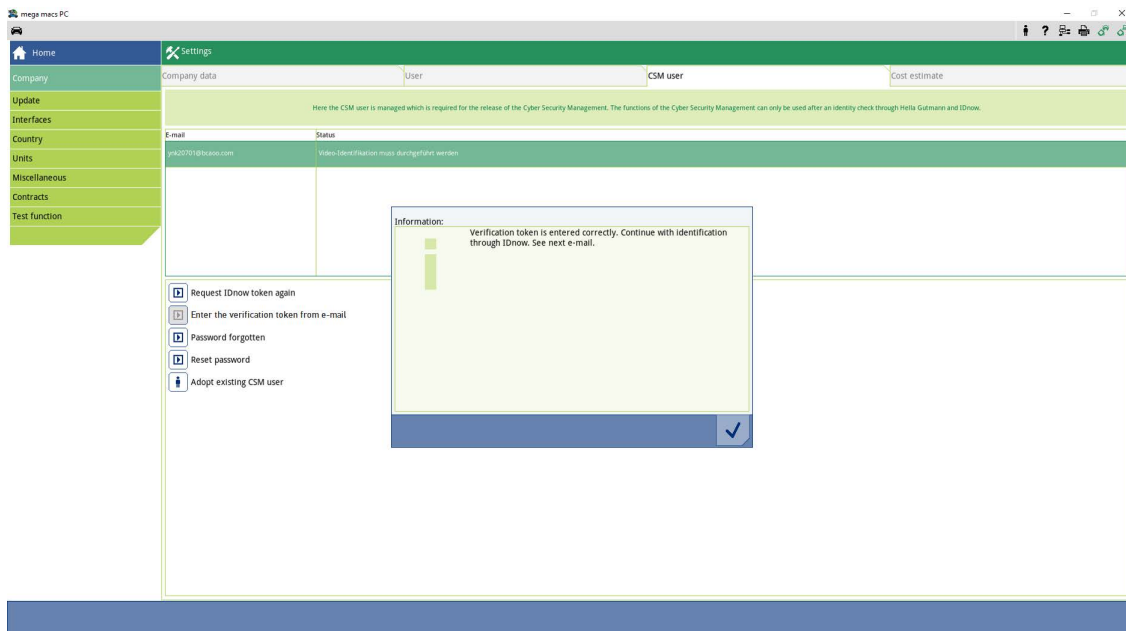 mega macs PC
Home
Settings
Company
Company data
User
CSM user
Cost estimate
Update
Interfaces
Country
Units
Miscellaneous
Contracts
Test function
Here the CSM user is managed which is required for the release of the Cyber Security Management. The functions of the Cyber Security Management can only be used after an identity check through Hella Gutmann and IDnow.
E-mail
Status
ynk20701@bcaoo.com
Video-Identifikation muss durchgeführt werden
Information:
Verification token is entered correctly. Continue with identification
through IDnow. See next e-mail.
Request IDnow token again
Enter the verification token from e-mail
Password forgotten
Reset password
Adopt existing CSM user